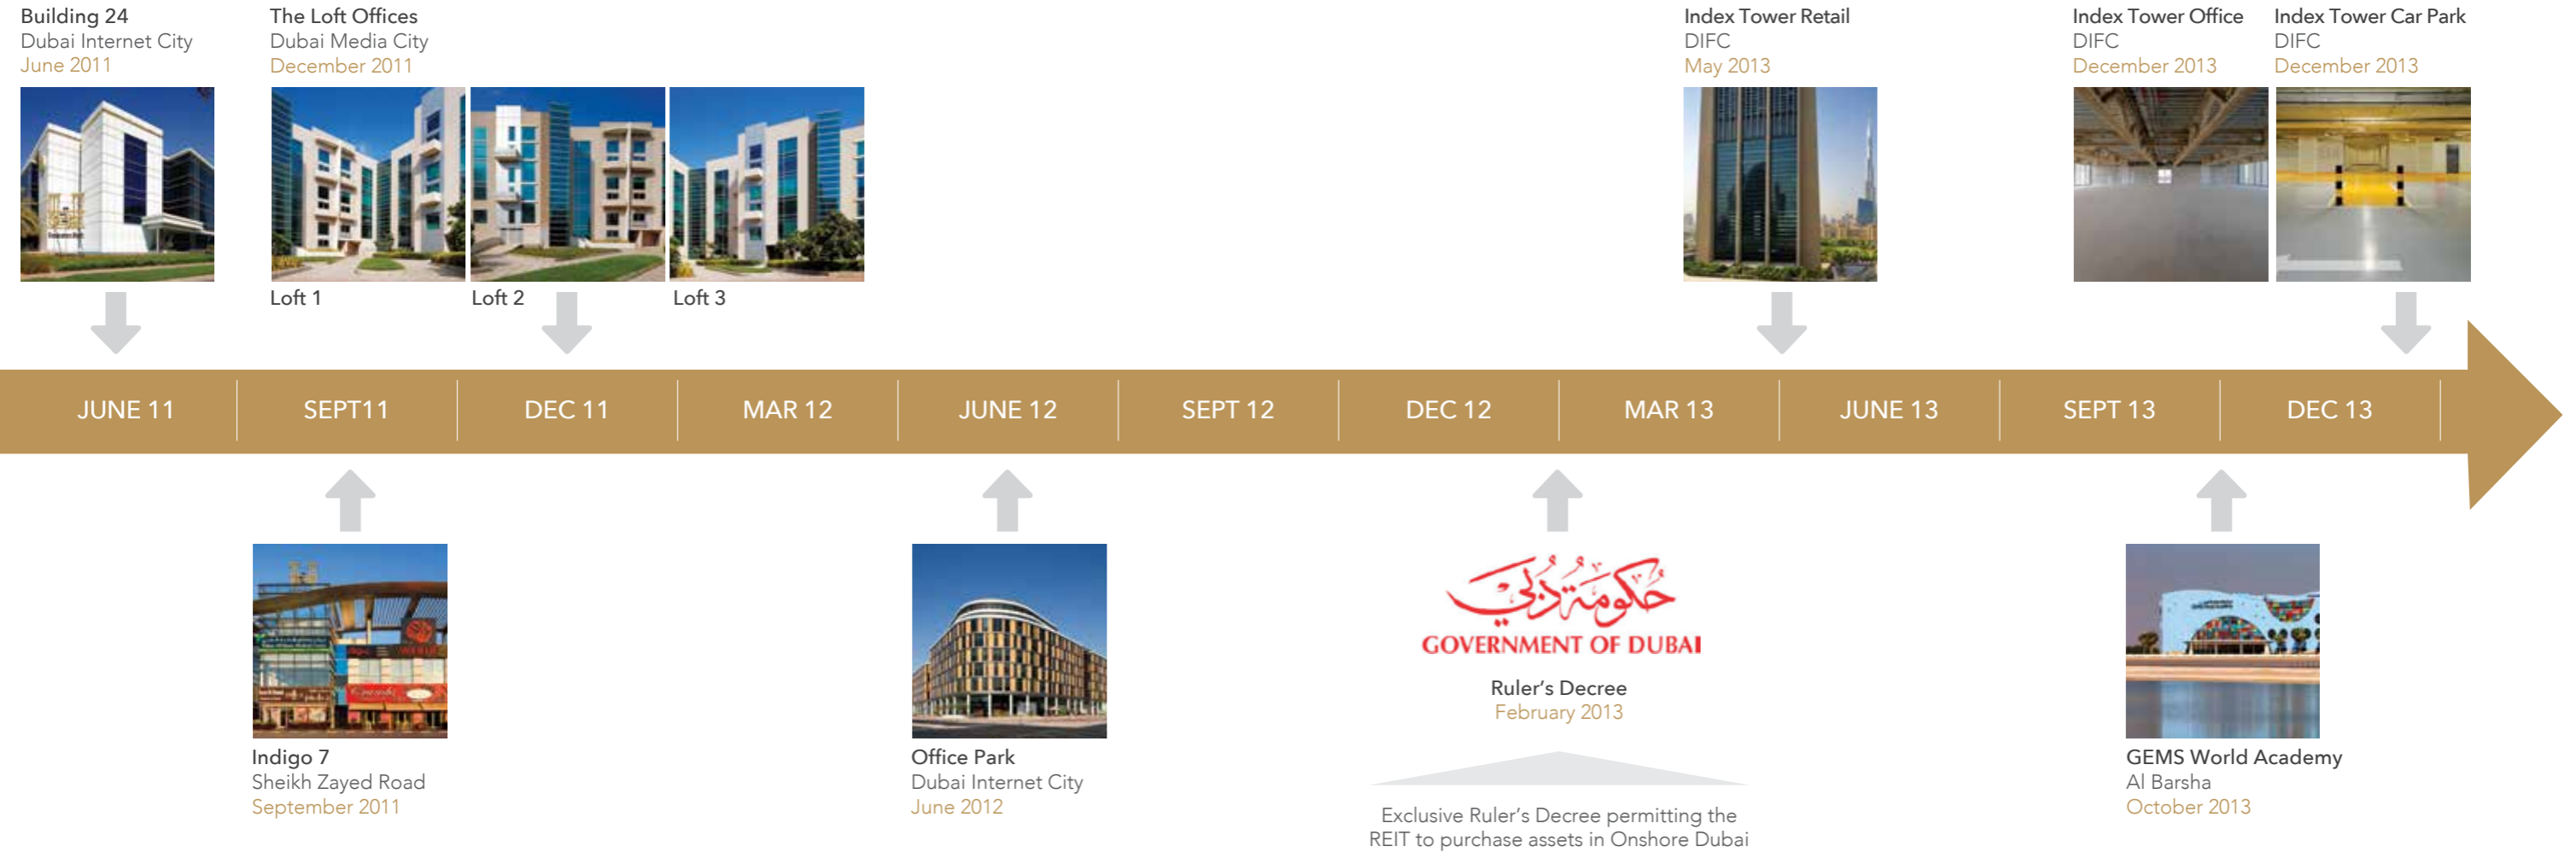 Building 24
Dubai Internet City
June 2011
The Loft Offices
Dubai Media City
December 2011
Loft 1
Loft 2
Loft 3
Index Tower Retail
DIFC
May 2013
Index Tower Office
DIFC
December 2013
Index Tower Car Park
DIFC
December 2013
JUNE 11
SEPT11
DEC 11
MAR 12
JUNE 12
SEPT 12
DEC 12
MAR 13
JUNE 13
SEPT 13
DEC 13
Indigo 7
Sheikh Zayed Road
September 2011
Office Park
Dubai Internet City
June 2012
حكومة دبي
GOVERNMENT OF DUBAI
Ruler’s Decree
February 2013
Exclusive Ruler’s Decree permitting the
REIT to purchase assets in Onshore Dubai
GEMS World Academy
Al Barsha
October 2013